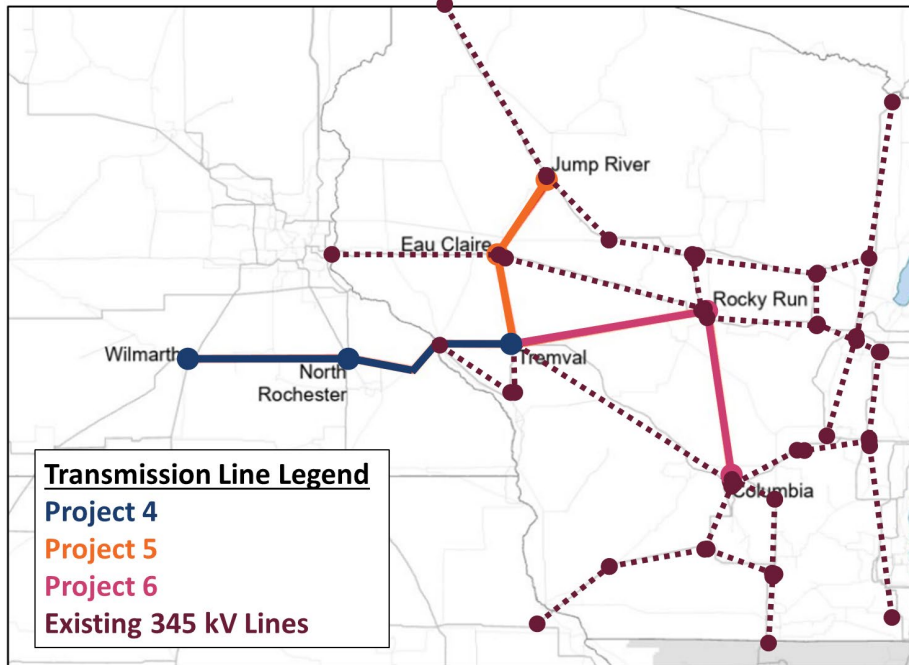 Jump River
Eau Claire
Rocky Run
Wilmarth
North
Rochester
Tremval
Columbia
Transmission Line Legend
Project 4
Project 5
Project 6
Existing 345 kV Lines